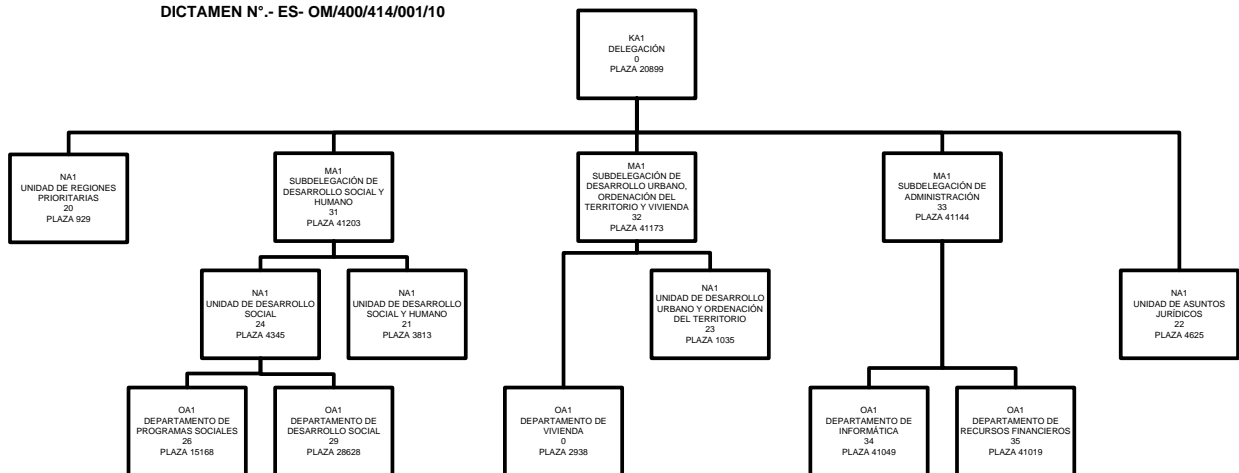 DICTAMEN N°.- ES- OM/400/414/001/10
KA1
DELEGACIÓN
0
PLAZA 20899
NA1
UNIDAD DE REGIONES
PRIORITARIAS
20
PLAZA 929
MA1
SUBDELEGACIÓN DE
DESARROLLO SOCIAL Y
HUMANO
31
PLAZA 41203
MA1
SUBDELEGACIÓN DE
DESARROLLO URBANO,
ORDENACIÓN DEL
TERRITORIO Y VIVIENDA
32
PLAZA 41173
MA1
SUBDELEGACIÓN DE
ADMINISTRACIÓN
33
PLAZA 41144
NA1
UNIDAD DE DESARROLLO
SOCIAL
24
PLAZA 4345
NA1
UNIDAD DE DESARROLLO
SOCIAL Y HUMANO
21
PLAZA 3813
NA1
UNIDAD DE DESARROLLO
URBANO Y ORDENACIÓN
DEL TERRITORIO
23
PLAZA 1035
NA1
UNIDAD DE ASUNTOS
JURÍDICOS
22
PLAZA 4625
OA1
DEPARTAMENTO DE
PROGRAMAS SOCIALES
26
PLAZA 15168
OA1
DEPARTAMENTO DE
DESARROLLO SOCIAL
29
PLAZA 28628
OA1
DEPARTAMENTO DE
VIVIENDA
0
PLAZA 2938
OA1
DEPARTAMENTO DE
INFORMÁTICA
34
PLAZA 41049
OA1
DEPARTAMENTO DE
RECURSOS FINANCIEROS
35
PLAZA 41019